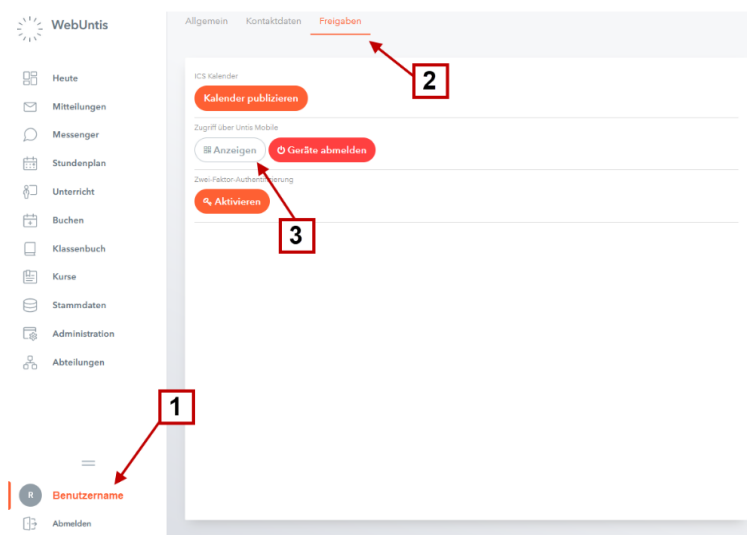 WebUntis
Allgemein Kontaktdaten Freigaben
2
Heute
Mitteilungen
Messenger
Stundenplan
Unterricht
Buchen
Klassenbuch
Kurse
Stammdaten
Administration
Abteilungen
ICS Kalender
Kalender publizieren
Zugriff über Untis Mobile
Anzeigen Geräte abmelden
Zwei-Faktor-Authentifizierung
Aktivieren
3
1
R Benutzername
Abmelden